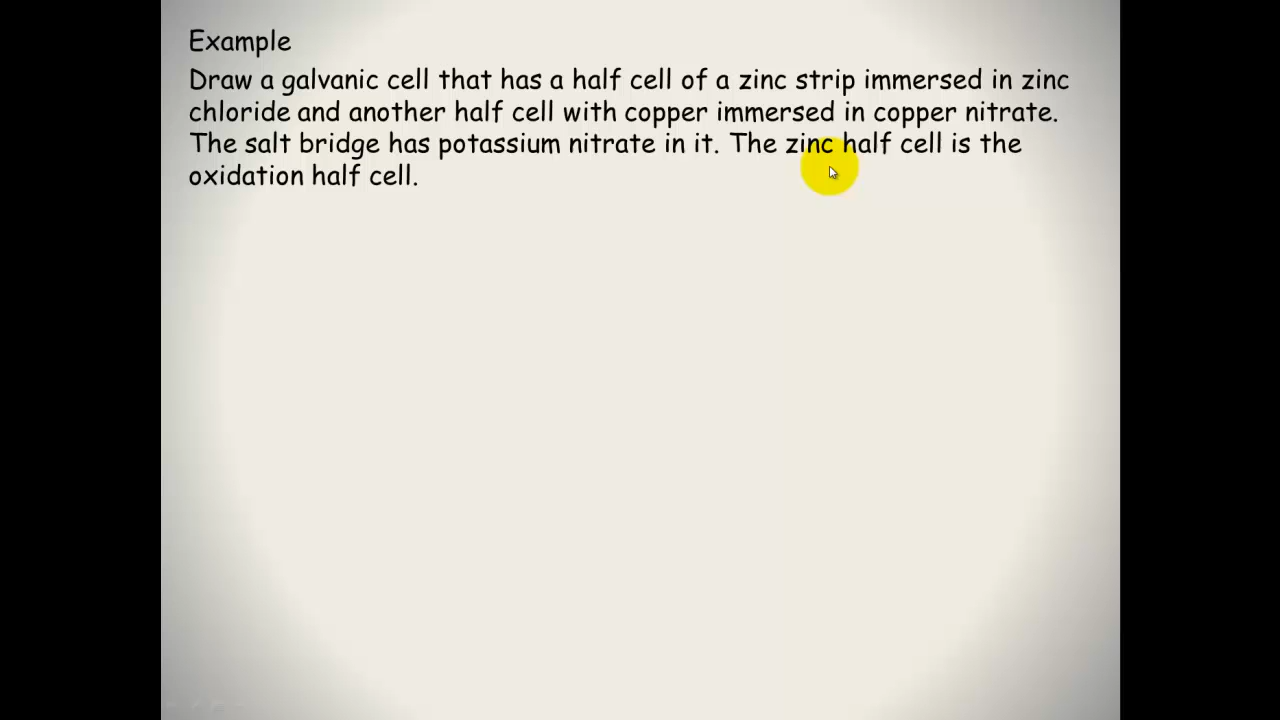 Example
Draw a galvanic cell that has a half cell of a zinc strip immersed in zinc
chloride and another half cell with copper immersed in copper nitrate.
The salt bridge has potassium nitrate in it. The zinc half cell is the
oxidation half cell.